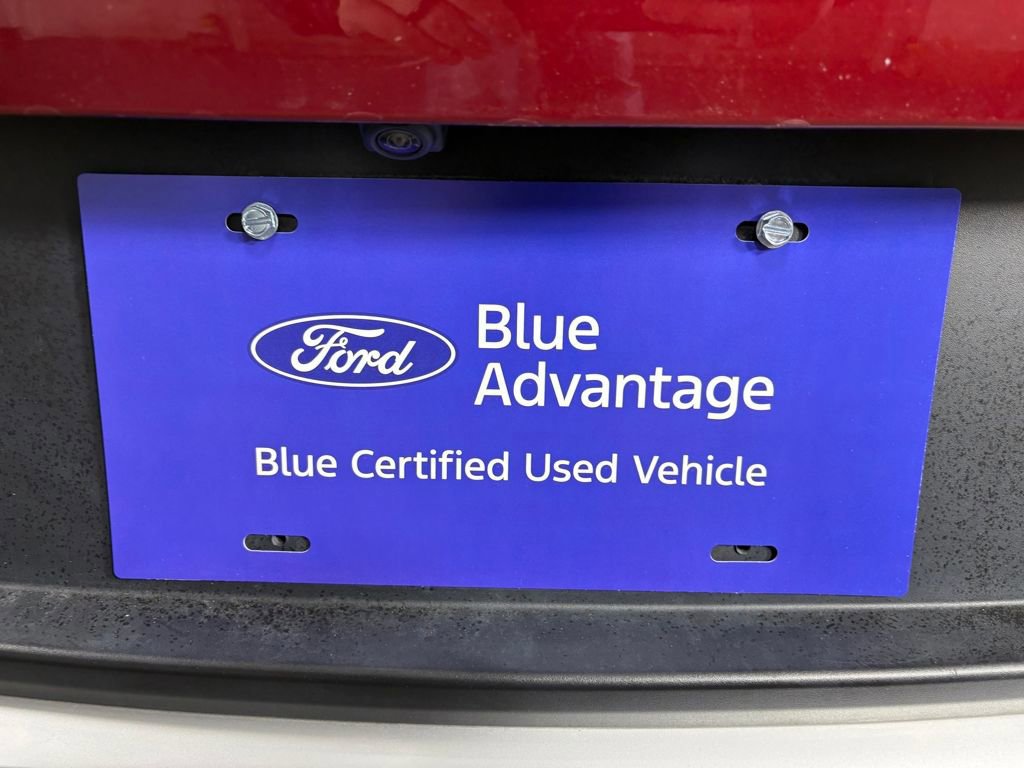 Ford
Blue
Advantage
Blue Certified Used Vehicle